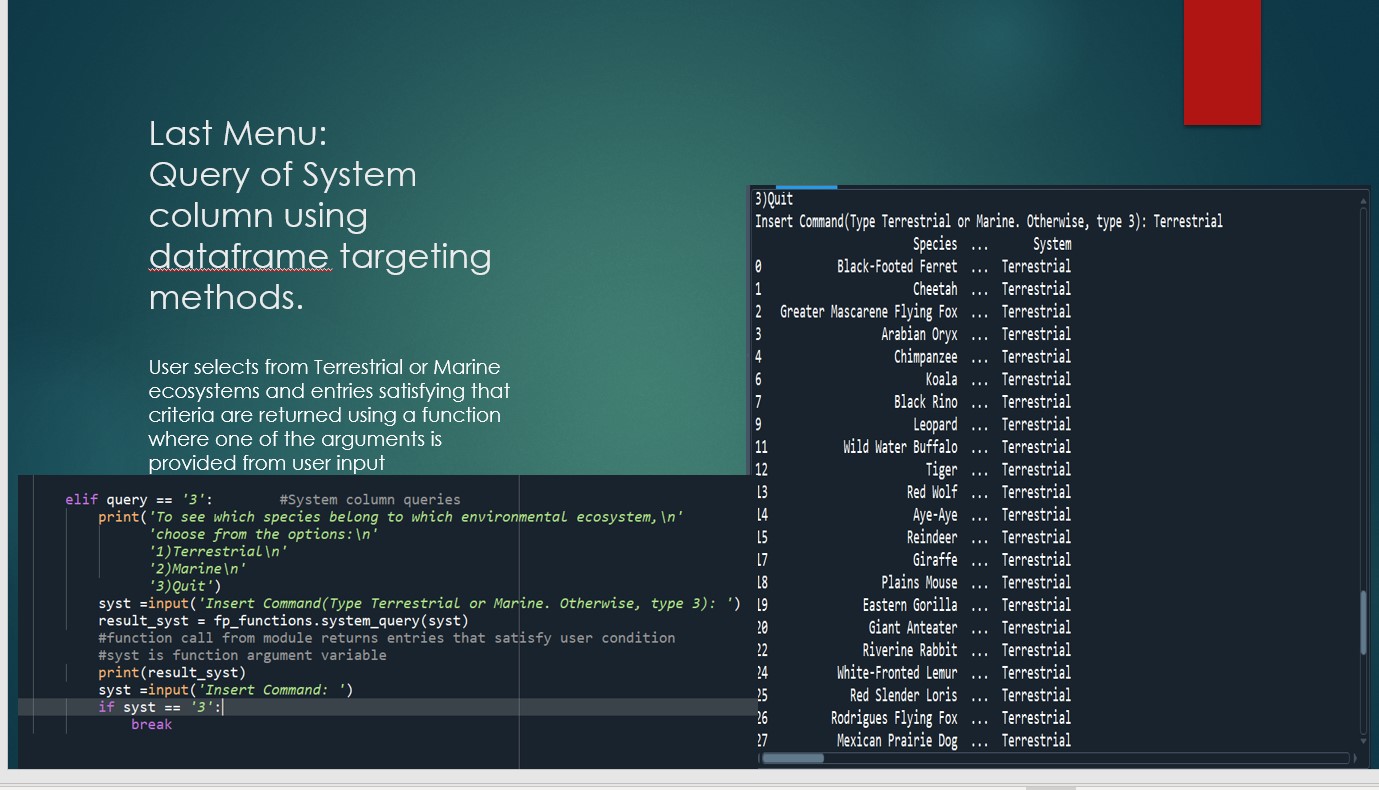 Last Menu:
Query of System
column using
dataframe targeting
methods.
User selects from Terrestrial or Marine
ecosystems and entries satisfying that
criteria are returned using a function
where one of the arguments is
provided from user input
elif query == '3':        #System column queries
    print('To see which species belong to which environmental ecosystem,\n'
          'choose from the options:\n'
          '1)Terrestrial\n'
          '2)Marine\n'
          '3)Quit')
    syst =input('Insert Command(Type Terrestrial or Marine. Otherwise, type 3): ')
    result_syst = fp_functions.system_query(syst)
    #function call from module returns entries that satisfy user condition
    #syst is function argument variable
    print(result_syst)
    syst =input('Insert Command: ')
    if syst == '3':
        break
3)Quit
Insert Command(Type Terrestrial or Marine. Otherwise, type 3): Terrestrial
Species ... System
0 Black-Footed Ferret ... Terrestrial
1 Cheetah ... Terrestrial
2 Greater Mascarene Flying Fox ... Terrestrial
3 Arabian Oryx ... Terrestrial
4 Chimpanzee ... Terrestrial
6 Koala ... Terrestrial
7 Black Rino ... Terrestrial
9 Leopard ... Terrestrial
11 Wild Water Buffalo ... Terrestrial
12 Tiger ... Terrestrial
13 Red Wolf ... Terrestrial
14 Aye-Aye ... Terrestrial
15 Reindeer ... Terrestrial
17 Giraffe ... Terrestrial
18 Plains Mouse ... Terrestrial
19 Eastern Gorilla ... Terrestrial
20 Giant Anteater ... Terrestrial
22 Riverine Rabbit ... Terrestrial
24 White-Fronted Lemur ... Terrestrial
25 Red Slender Loris ... Terrestrial
26 Rodrigues Flying Fox ... Terrestrial
27 Mexican Prairie Dog ... Terrestrial